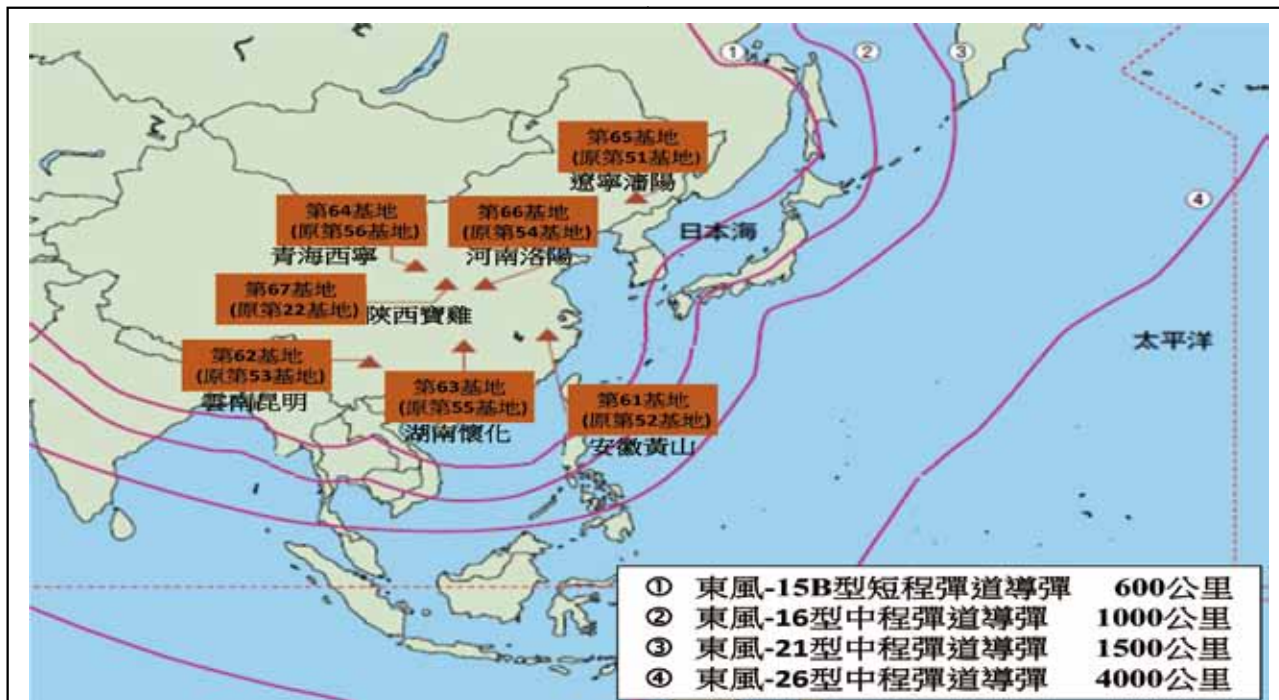 ① ② ③
第65基地
(原第51基地)
遼寧瀋陽
第64基地
(原第56基地)
青海西寧
第66基地
(原第54基地)
河南洛陽
日本海
④
第67基地
(原第22基地)
陝西寶雞
太平洋
第62基地
(原第53基地)
雲南昆明
第63基地
(原第55基地)
湖南懷化
第61基地
(原第52基地)
安徽黃山
① 東風-15B型短程彈道導彈 600公里
② 東風-16型中程彈道導彈 1000公里
③ 東風-21型中程彈道導彈 1500公里
④ 東風-26型中程彈道導彈 4000公里